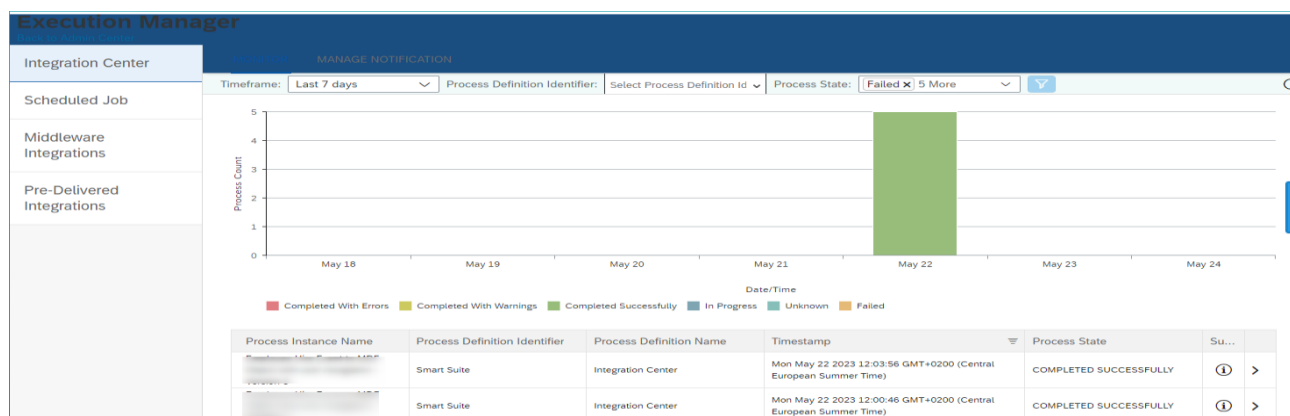 Execution Manager
Back to Admin Center
Integration Center
Scheduled Job
Middleware
Integrations
Pre-Delivered
Integrations
MANAGE NOTIFICATION
Timeframe: Last 7 days Process Definition Identifier: Select Process Definition Id Process State: Failed 5 More
Process Count
5
4
3
2
1
0
May 18 May 19 May 20 May 21 May 22 May 23 May 24
Date/Time
Completed With Errors Completed With Warnings Completed Successfully In Progress Unknown Failed
Process Instance Name Process Definition Identifier Process Definition Name Timestamp Process State Su...
Smart Suite Integration Center Mon May 22 2023 12:03:56 GMT+0200 (Central
European Summer Time) COMPLETED SUCCESSFULLY
Smart Suite Integration Center Mon May 22 2023 12:00:46 GMT+0200 (Central
European Summer Time) COMPLETED SUCCESSFULLY